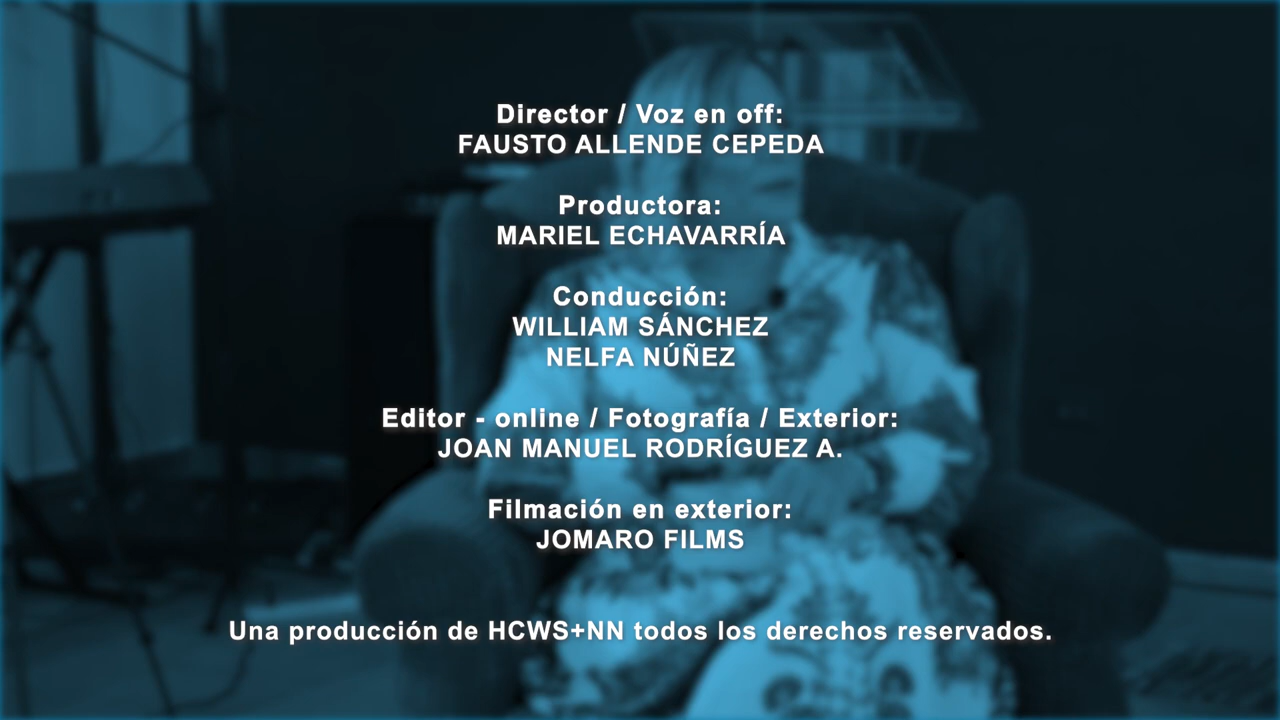 Director / Voz en off:
FAUSTO ALLENDE CEPEDA
Productora:
MARIEL ECHAVARRÍA
Conducción:
WILLIAM SÁNCHEZ
NELFA NÚÑEZ
Editor - online / Fotografía / Exterior:
JOAN MANUEL RODRÍGUEZ A.
Filmación en exterior:
JOMARO FILMS
Una producción de HCWS+NN todos los derechos reservados.